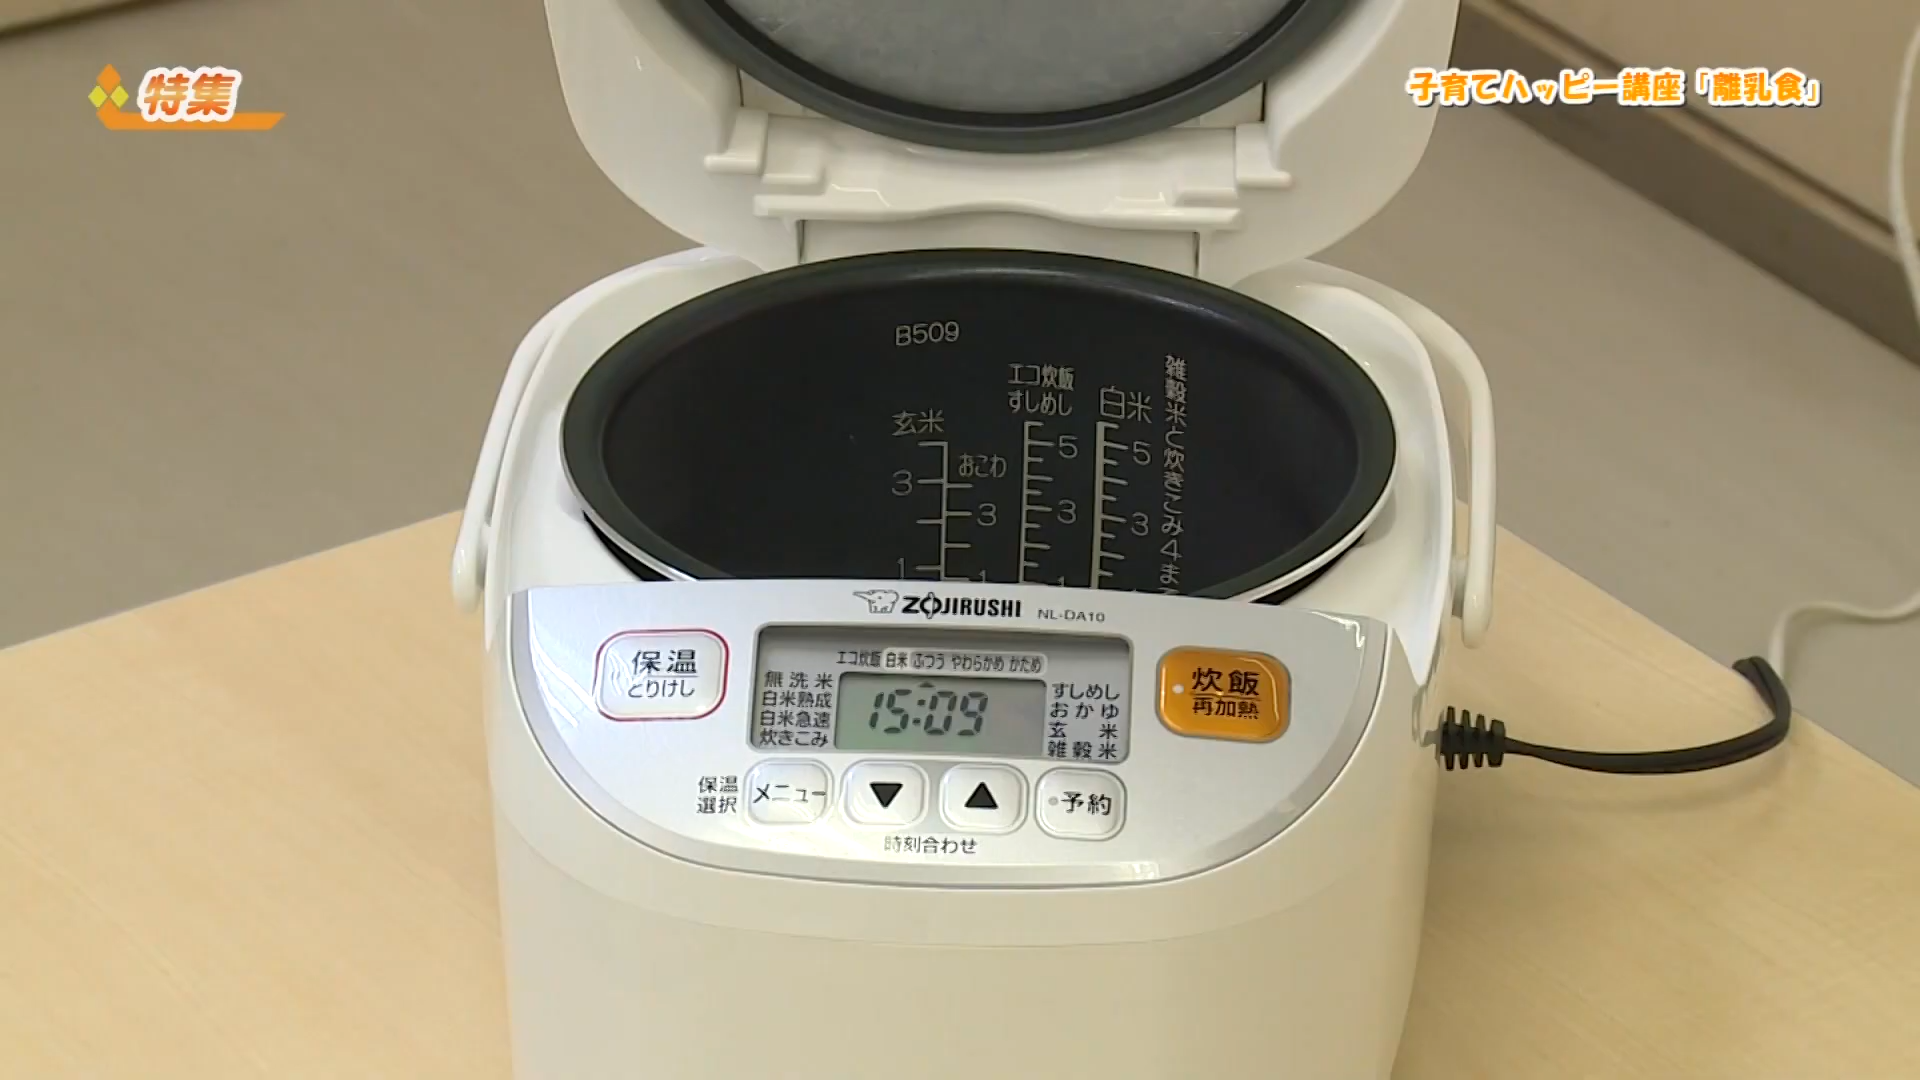 特集
子育てハッピー講座「離乳食」
B509
エコ炊飯
すしめし
白米
雑穀米と炊きこみ4ま
玄米
おこわ
5
5
3
3
3
3
1
1
1
ZOJIRUSHI NL-DA10
保温
とりけし
エコ炊飯 白米 ふつう やわらかめ かため
無洗米
白米熟成
白米急速
炊きこみ
15:09
すしめし
おかゆ
玄米
雑穀米
炊飯
再加熱
保温
選択
メニュー
▼
▲
予約
時刻合わせ